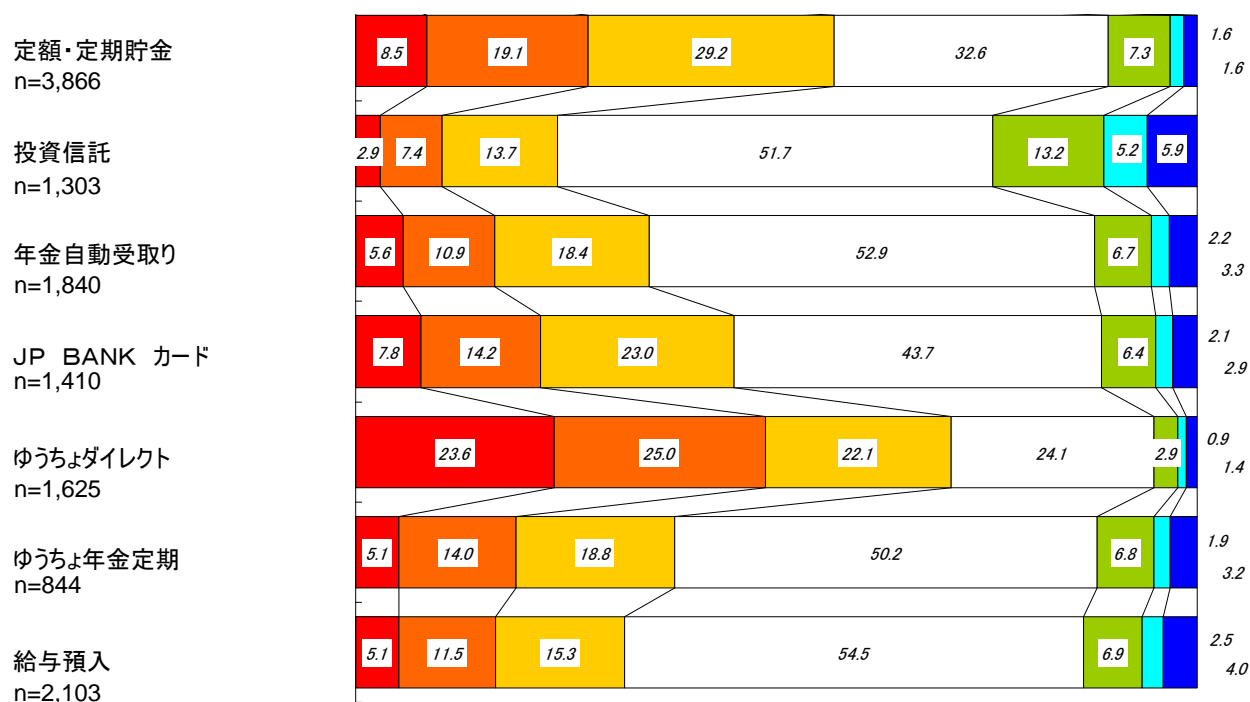 定額・定期貯金
n=3,866
8.5 19.1 29.2 32.6 7.3 1.6
1.6
投資信託
n=1,303
2.9 7.4 13.7 51.7 13.2 5.2 5.9
年金自動受取り
n=1,840
5.6 10.9 18.4 52.9 6.7 2.2
3.3
ＪＰ　ＢＡＮＫ　カード
n=1,410
7.8 14.2 23.0 43.7 6.4 2.1
2.9
ゆうちょダイレクト
n=1,625
23.6 25.0 22.1 24.1 2.9 0.9
1.4
ゆうちょ年金定期
n=844
5.1 14.0 18.8 50.2 6.8 1.9
3.2
給与預入
n=2,103
5.1 11.5 15.3 54.5 6.9 2.5
4.0